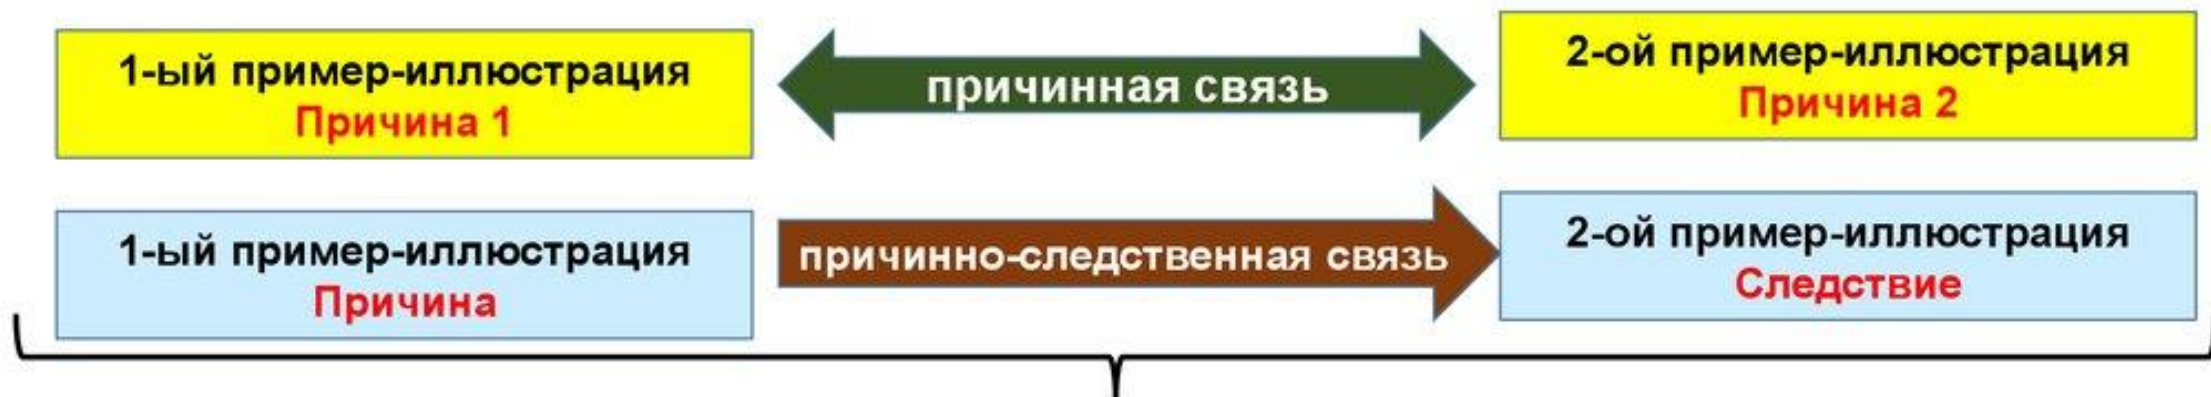 1-ый пример-иллюстрация
Причина 1
причинная связь
2-ой пример-иллюстрация
Причина 2
1-ый пример-иллюстрация
Причина
причинно-следственная связь
2-ой пример-иллюстрация
Следствие